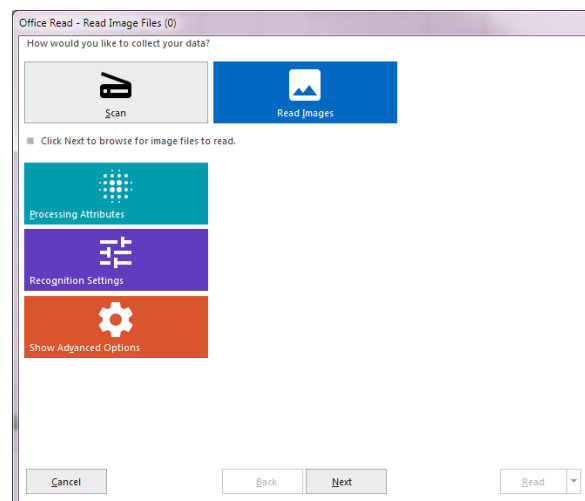 Office Read - Read Image Files (0)
How would you like to collect your data?
Scan
Read Images
Click Next to browse for image files to read.
Processing Attributes
Recognition Settings
Show Advanced Options
Cancel
Back
Next
Read